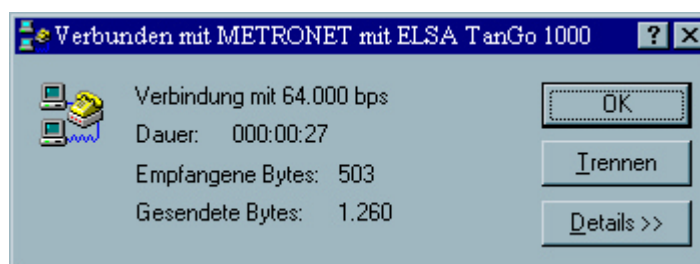 Verbunden mit METRONET mit ELSA TanGo 1000
Verbindung mit 64.000 bps
Dauer: 000:00:27
Empfangene Bytes: 503
Gesendete Bytes: 1.260
OK
Trennen
Details >>